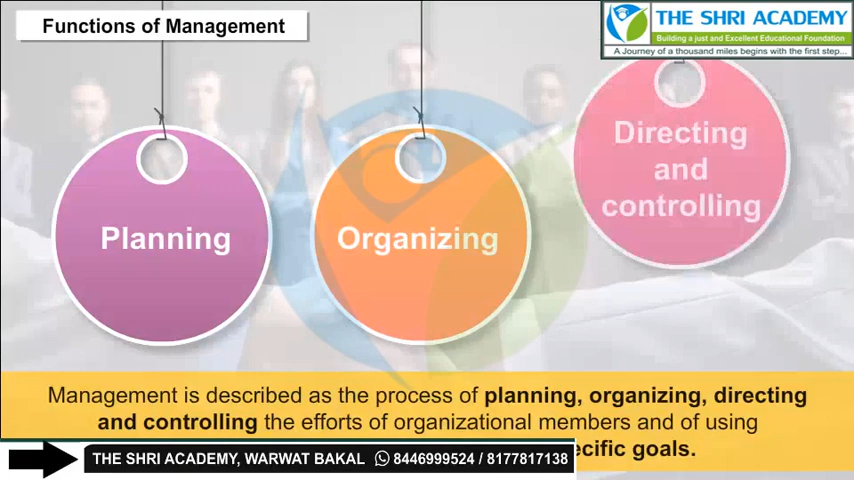 Functions of Management
THE SHRI ACADEMY
Building a just and Excellent Educational Foundation
A Journey of a thousand miles begins with the first step...
Planning
Organizing
Directing
and
controlling
Management is described as the process of planning, organizing, directing
and controlling the efforts of organizational members and of using
goals.
THE SHRI ACADEMY, WARWAT BAKAL 8446999524 / 8177817138